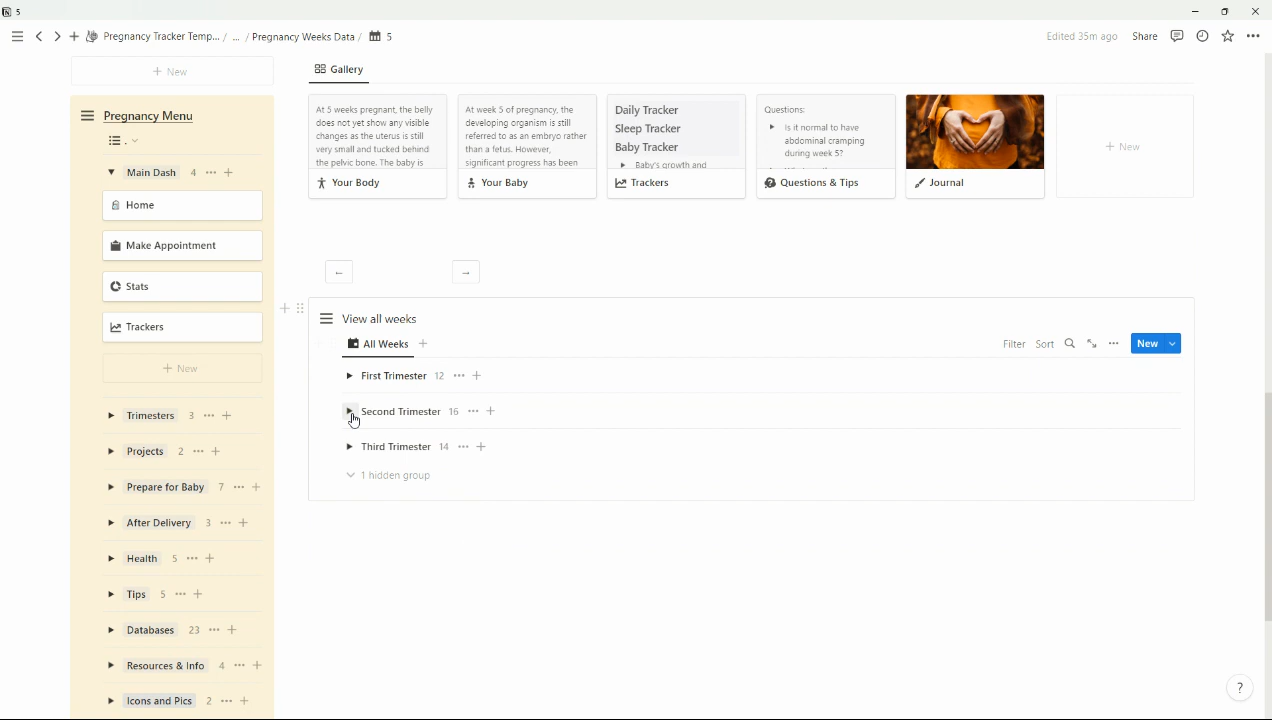 5
Pregnancy Tracker Temp... / ... / Pregnancy Weeks Data / 5
Edited 35m ago Share
+ New
Gallery
Pregnancy Menu
Main Dash 4 ... +
Home
Make Appointment
Stats
Trackers
+ New
Trimesters 3 ... +
Projects 2 ... +
Prepare for Baby 7 ... +
After Delivery 3 ... +
Health 5 ... +
Tips 5 ... +
Databases 23 ... +
Resources & Info 4 ... +
Icons and Pics 2 ... +
At 5 weeks pregnant, the belly
does not yet show any visible
changes as the uterus is still
very small and tucked behind
the pelvic bone. The baby is
Your Body
At week 5 of pregnancy, the
developing organism is still
referred to as an embryo rather
than a fetus. However,
significant progress has been
Your Baby
Daily Tracker
Sleep Tracker
Baby Tracker
Baby's growth and
Trackers
Questions:
Is it normal to have
abdominal cramping
during week 5?
Questions & Tips
Journal
+ New
← →
View all weeks
All Weeks +
Filter Sort ... New
First Trimester 12 ... +
Second Trimester 16 ... +
Third Trimester 14 ... +
1 hidden group
?